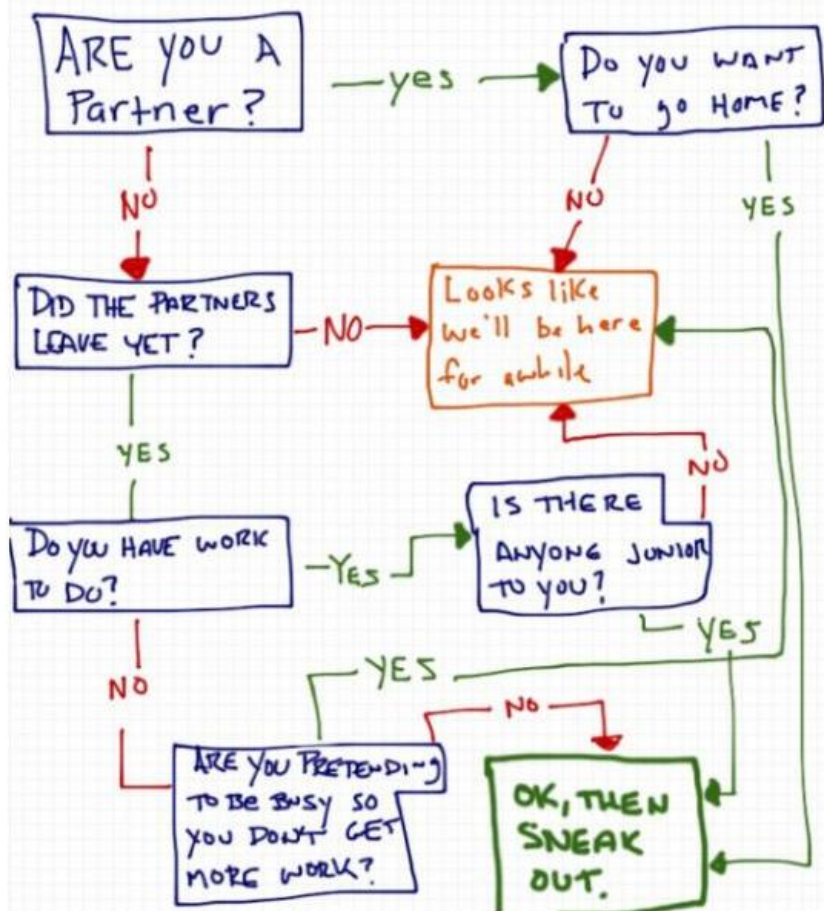 ARE YOU A
Partner?
yes
DO YOU WANT
TO go HOME?
NO
NO
YES
DID THE PARTNERS
LEAVE YET?
NO
Looks like
we'll be here
for awhile
YES
NO
DO YOU HAVE WORK
TO DO?
YES
IS THERE
ANYONE JUNIOR
TO YOU?
YES
NO
YES
NO
ARE YOU PRETENDING
TO BE BUSY SO
YOU DON'T GET
MORE WORK?
OK, THEN
SNEAK
OUT.